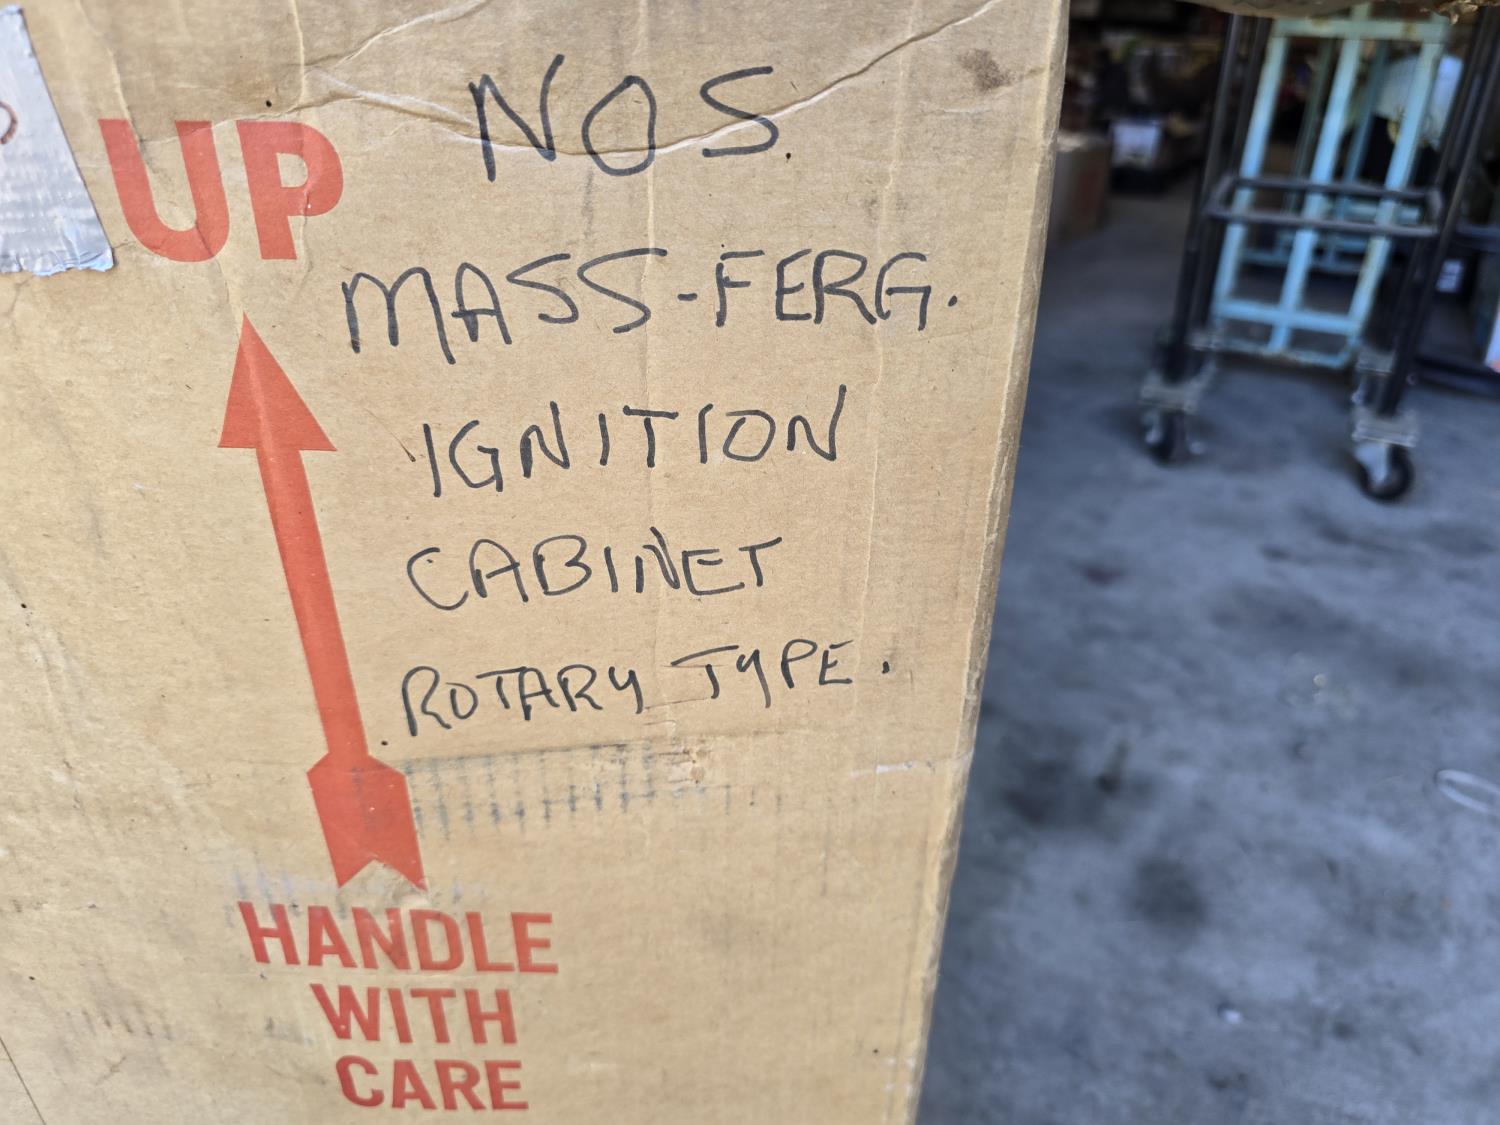 UP
NOS.
MASS-FERG.
IGNITION
CABINET
ROTARY TYPE.
HANDLE
WITH
CARE